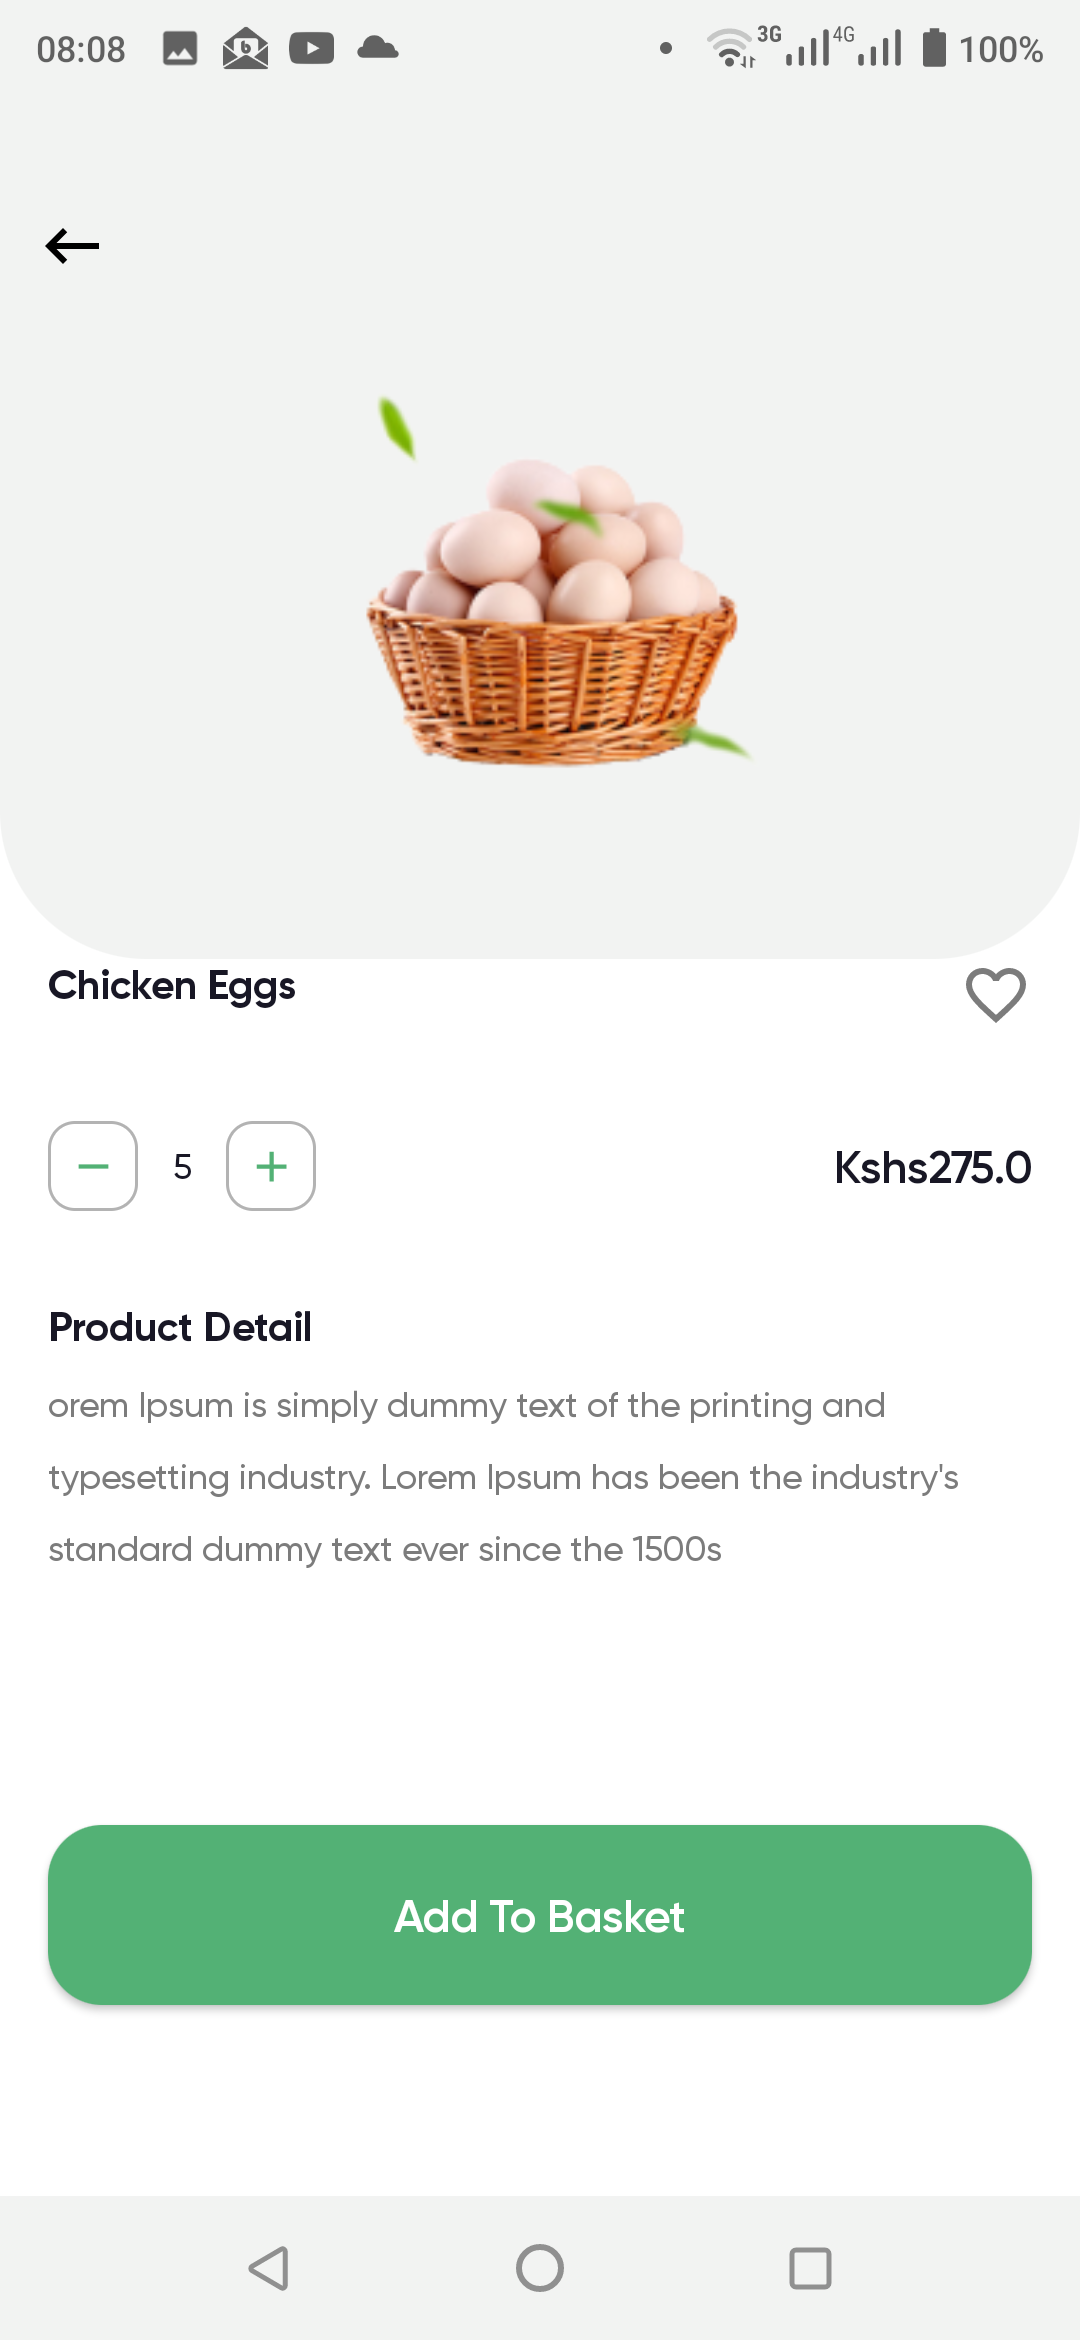 08:08 3G 4G 100%
Chicken Eggs
5 Kshs275.0
Product Detail
orem Ipsum is simply dummy text of the printing and
typesetting industry. Lorem Ipsum has been the industry's
standard dummy text ever since the 1500s
Add To Basket